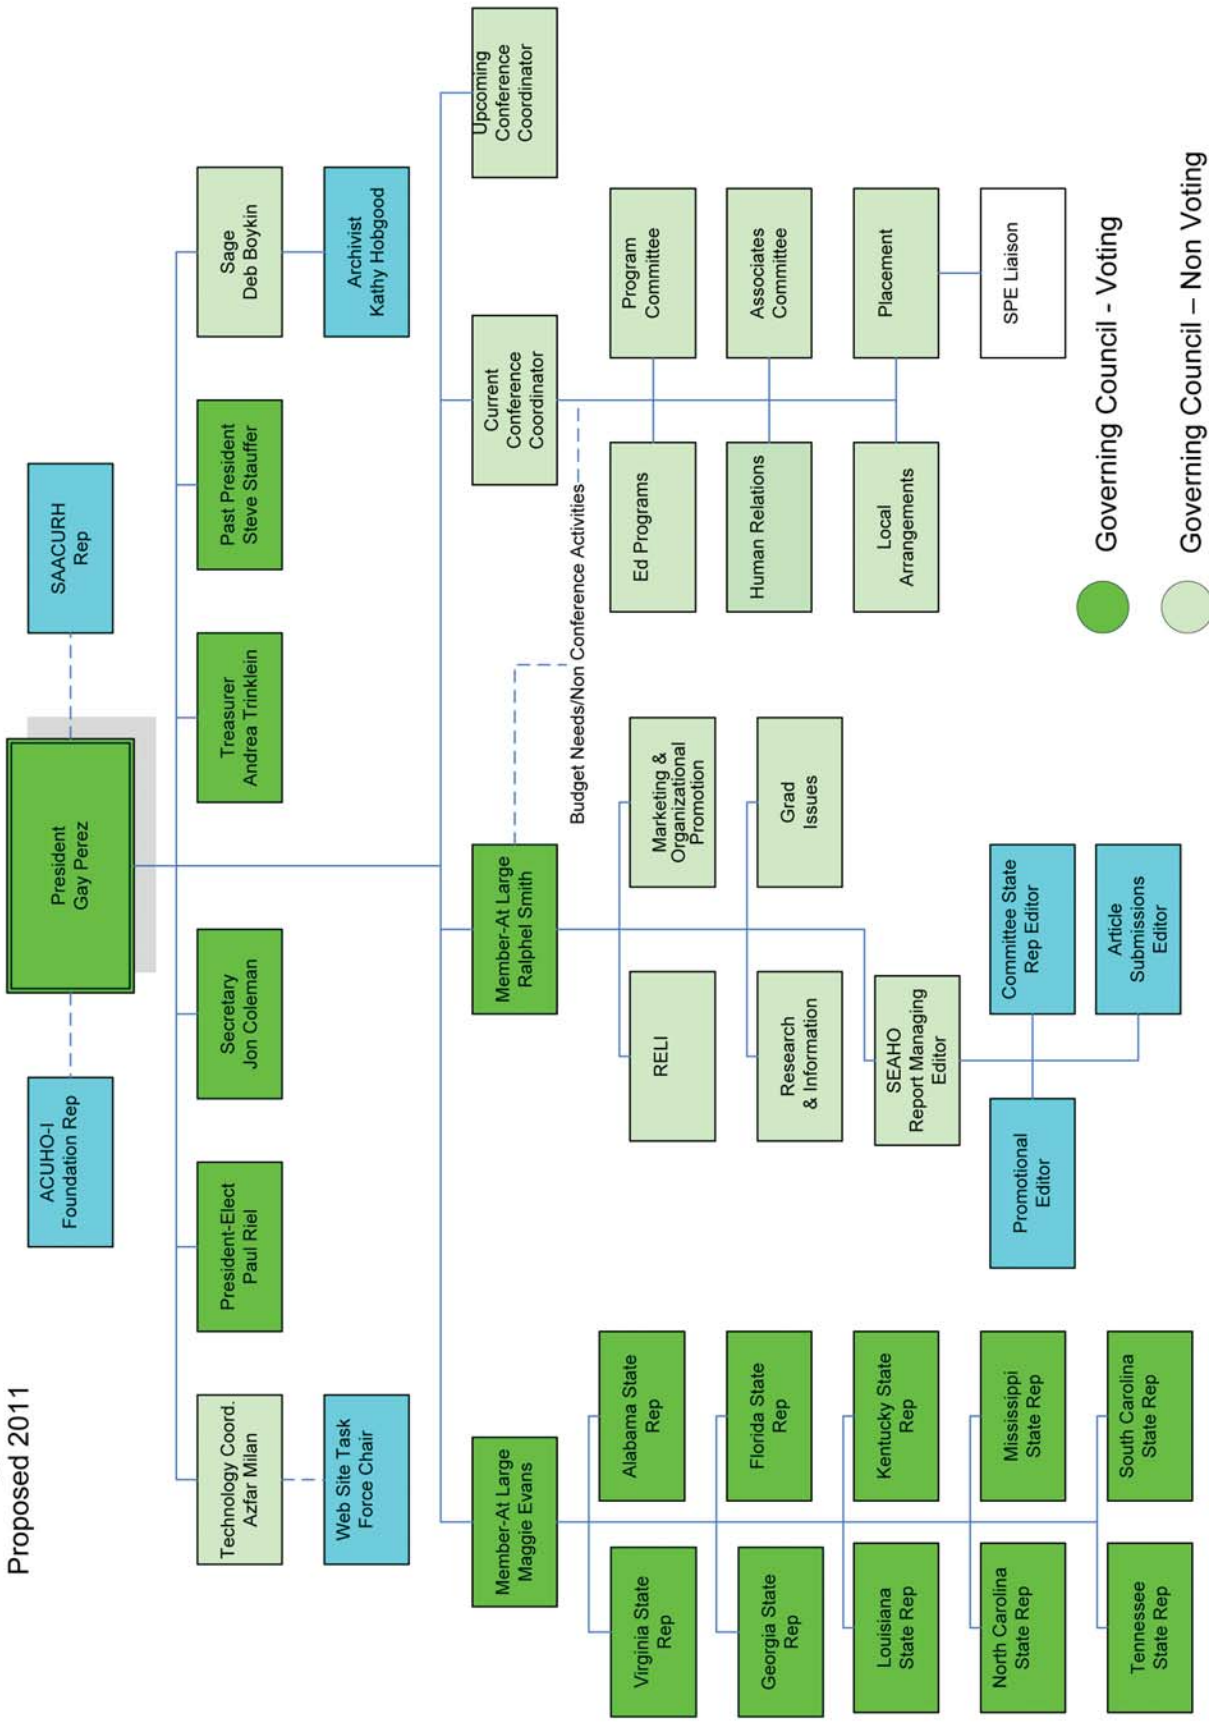 Proposed 2011
ACUHO-I
Foundation Rep
President
Gay Perez
SAACURH
Rep
Technology Coord.
Azfar Milan
President-Elect
Paul Riel
Secretary
Jon Coleman
Treasurer
Andrea Trinklein
Past President
Steve Stauffer
Sage
Deb Boykin
Web Site Task
Force Chair
Archivist
Kathy Hobgood
Member-At Large
Maggie Evans
Member-At Large
Ralphel Smith
Current
Conference
Coordinator
Upcoming
Conference
Coordinator
Budget Needs/Non Conference Activities
Virginia State
Rep
Alabama State
Rep
Georgia State
Rep
Florida State
Rep
Louisiana
State Rep
Kentucky State
Rep
North Carolina
State Rep
Mississippi
State Rep
Tennessee
State Rep
South Carolina
State Rep
RELI
Marketing &
Organizational
Promotion
Research
& Information
Grad
Issues
SEAHO
Report Managing
Editor
Promotional
Editor
Committee State
Rep Editor
Article
Submissions
Editor
Ed Programs
Program
Committee
Human Relations
Associates
Committee
Local
Arrangements
Placement
SPE Liaison
Governing Council - Voting
Governing Council – Non Voting